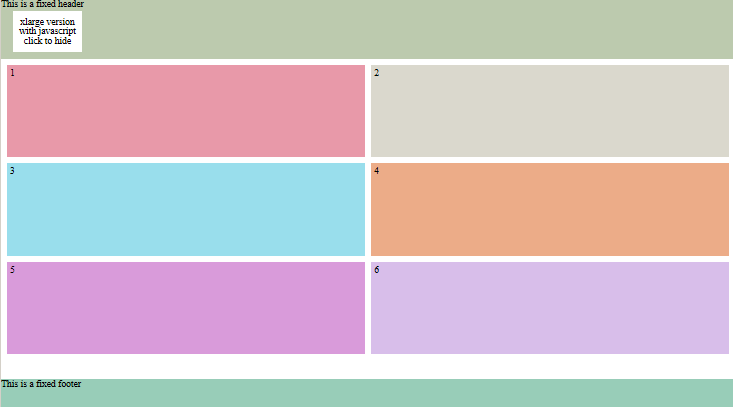 This is a fixed header
xlarge version
with javascript
click to hide
1
2
3
4
5
6
This is a fixed footer